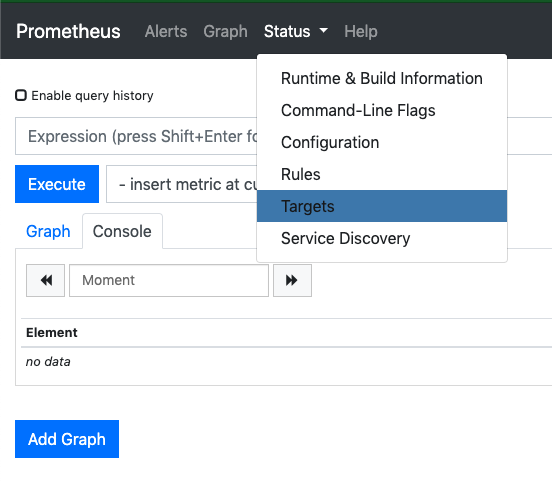 Prometheus Alerts Graph Status Help
Runtime & Build Information
Command-Line Flags
Configuration
Rules
Targets
Service Discovery
Enable query history
Expression (press Shift+Enter fo
Execute
- insert metric at cu
Graph Console
Moment
Element
no data
Add Graph